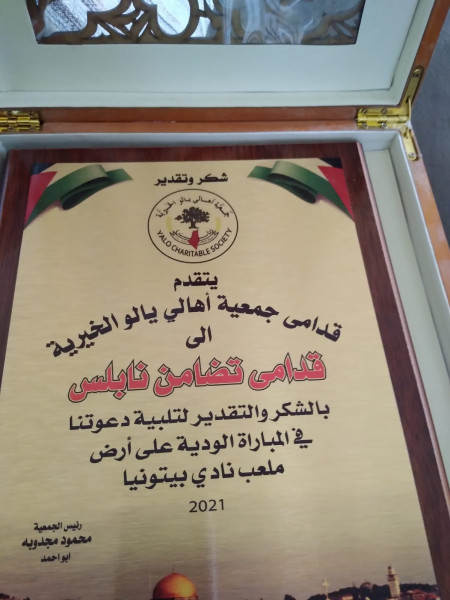 شكر وتقدير
جمعية أهالي يالو الخيرية
YALO CHARITABLE SOCIETY
يتقدم
قدامى جمعية أهالي يالو الخيرية
الى
قدامى تضامن نابلس
بالشكر والتقدير لتلبية دعوتنا
في المباراة الودية على أرض
ملعب نادي بيتونيا
2021
رئيس الجمعية
محمود مجدوبه
ابو احمد